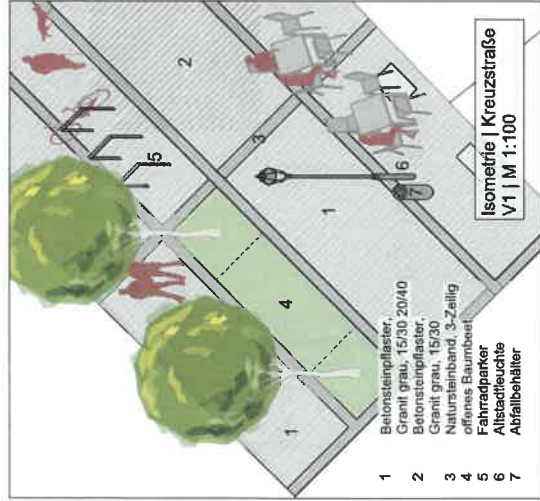 2
5
3
1
6
7
4
1
1 Betonsteinpflaster,
Granit grau, 15/30 20/40
2 Betonsteinpflaster,
Granit grau, 15/30
3 Natursteinband, 3-Zeilig
4 offenes Baumbeet
5 Fahrradparker
6 Altstadtleuchte
7 Abfallbehälter
Isometrie | Kreuzstraße
V1 | M 1:100